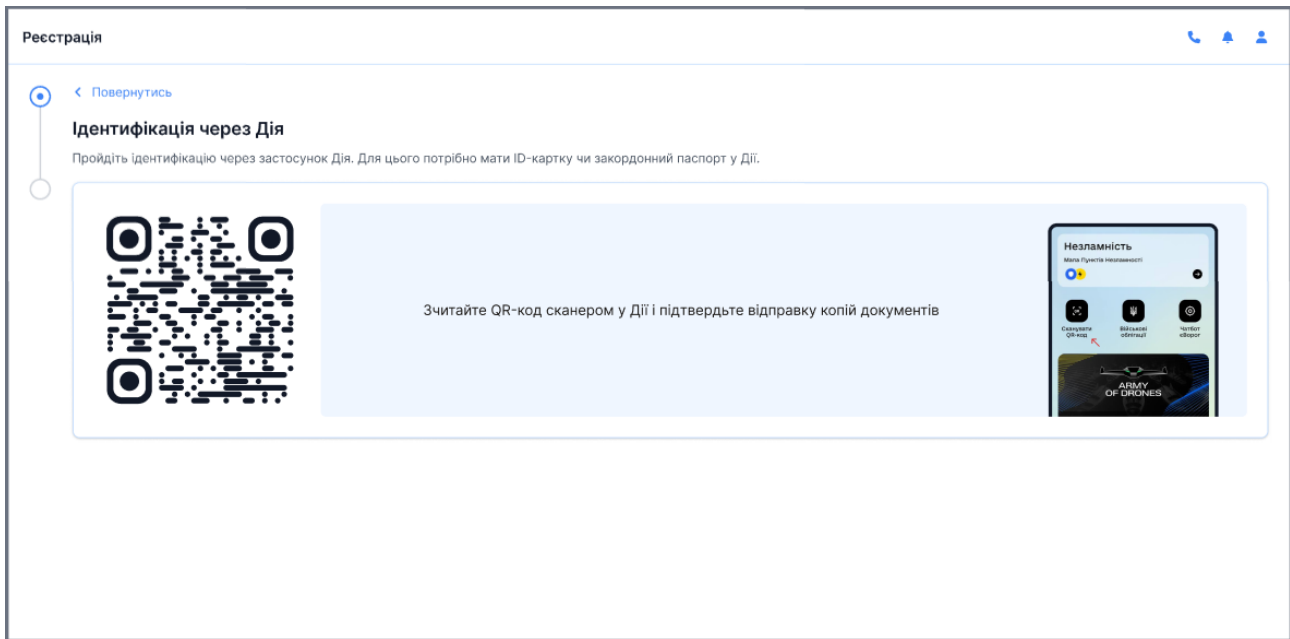 Реєстрація
Повернутись
Ідентифікація через Дія
Пройдіть ідентифікацію через застосунок Дія. Для цього потрібно мати ID-картку чи закордонний паспорт у Дії.
Зчитайте QR-код сканером у Дії і підтвердьте відправку копій документів
Незламність
Мапа Пунктів Незламності
Сканувати
QR-код
Військові
облігації
Чатбот
єВорог
ARMY
OF DRONES